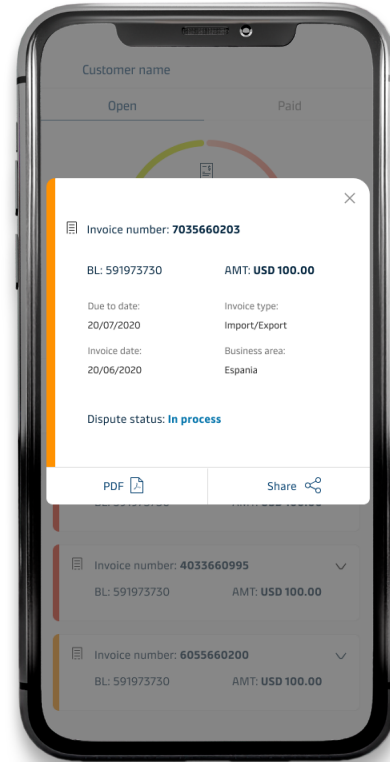 Customer name
Open Paid
Invoice number: 7035660203
BL: 591973730 AMT: USD 100.00
Due to date: Invoice type:
20/07/2020 Import/Export
Invoice date: Business area:
20/06/2020 Espania
Dispute status: In process
PDF Share
Invoice number: 4033660995
BL: 591973730 AMT: USD 100.00
Invoice number: 6055660200
BL: 591973730 AMT: USD 100.00